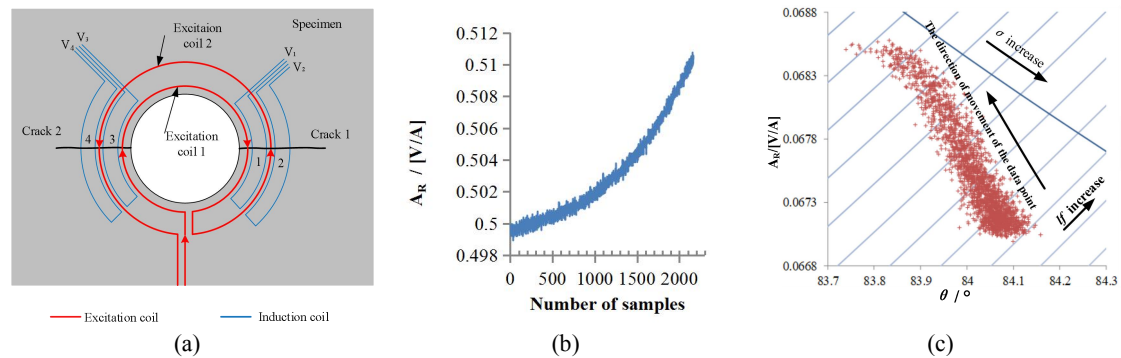 Specimen
Excitaion
coil 2
V₃
V₄
V₁
V₂
Crack 2
Crack 1
4
3
1
2
Excitation
coil 1
Excitation coil
Induction coil
(a)
A_R / [V/A]
0.512
0.51
0.508
0.506
0.504
0.502
0.5
0.498
0
500
1000
1500
2000
Number of samples
(b)
A_R/[V/A]
0.0688
0.0683
0.0678
0.0673
0.0668
83.7
83.8
83.9
84
84.1
84.2
84.3
θ / °
The direction of movement of the data point
σ increase
lf increase
(c)